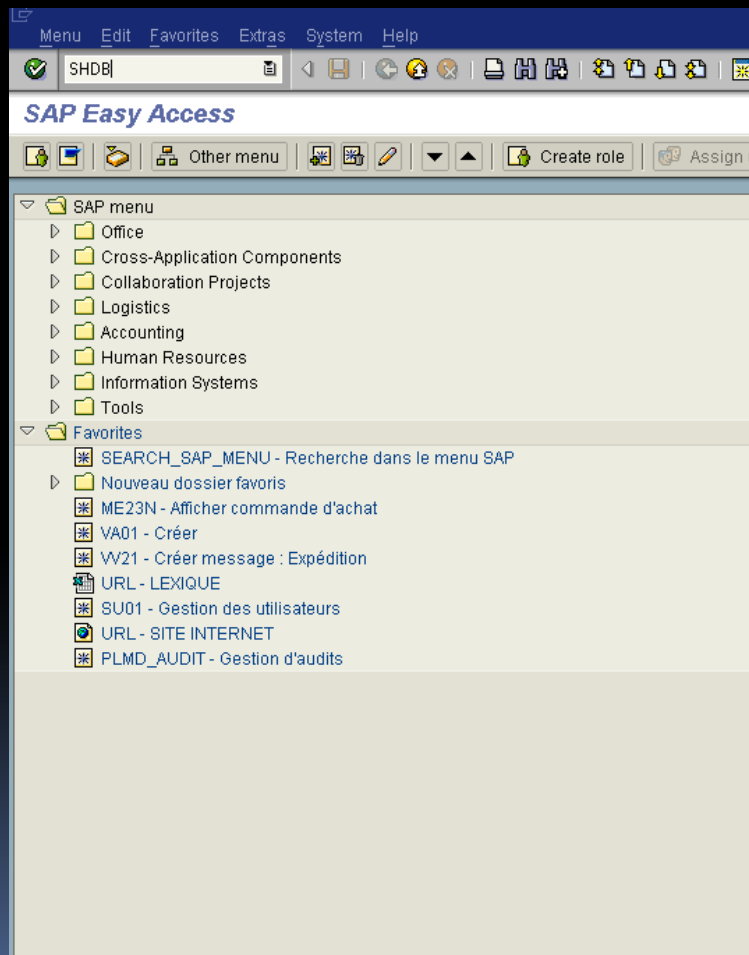 Menu Edit Favorites Extras System Help
SHDB
SAP Easy Access
Other menu Create role Assign
SAP menu
Office
Cross-Application Components
Collaboration Projects
Logistics
Accounting
Human Resources
Information Systems
Tools
Favorites
SEARCH_SAP_MENU - Recherche dans le menu SAP
Nouveau dossier favoris
ME23N - Afficher commande d'achat
VA01 - Créer
VV21 - Créer message : Expédition
URL - LEXIQUE
SU01 - Gestion des utilisateurs
URL - SITE INTERNET
PLMD_AUDIT - Gestion d'audits